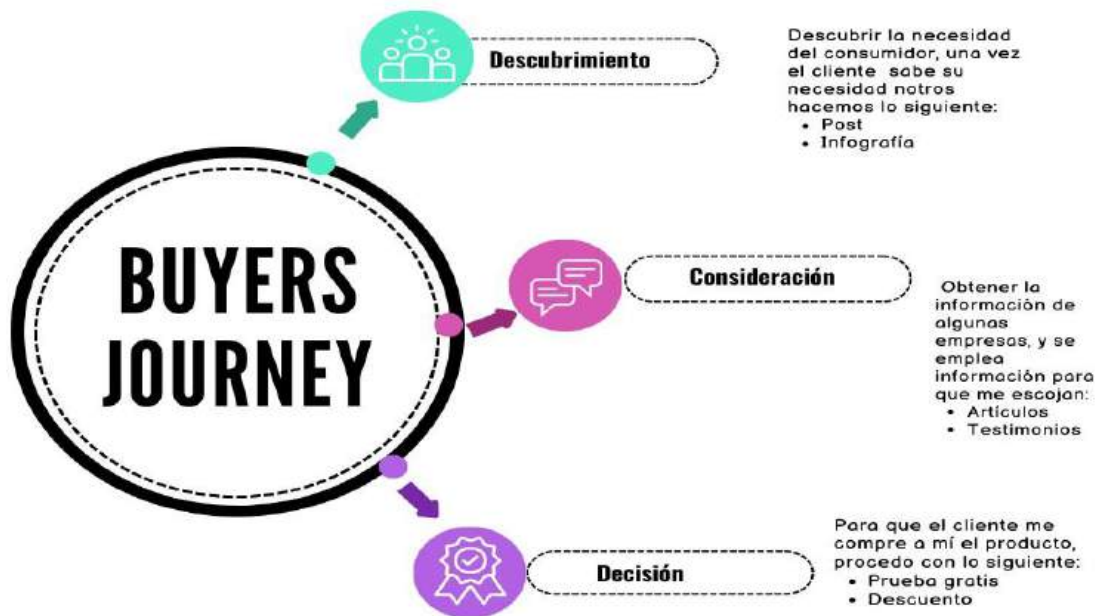 Descubrimiento
Descubrir la necesidad
del consumidor, una vez
el cliente sabe su
necesidad notros
hacemos lo siguiente:
• Post
• Infografía
BUYERS
JOURNEY
Consideración
Obtener la
información de
algunas
empresas, y se
emplea
información para
que me escojan:
• Artículos
• Testimonios
Decisión
Para que el cliente me
compre a mí el producto,
procedo con lo siguiente:
• Prueba gratis
• Descuento